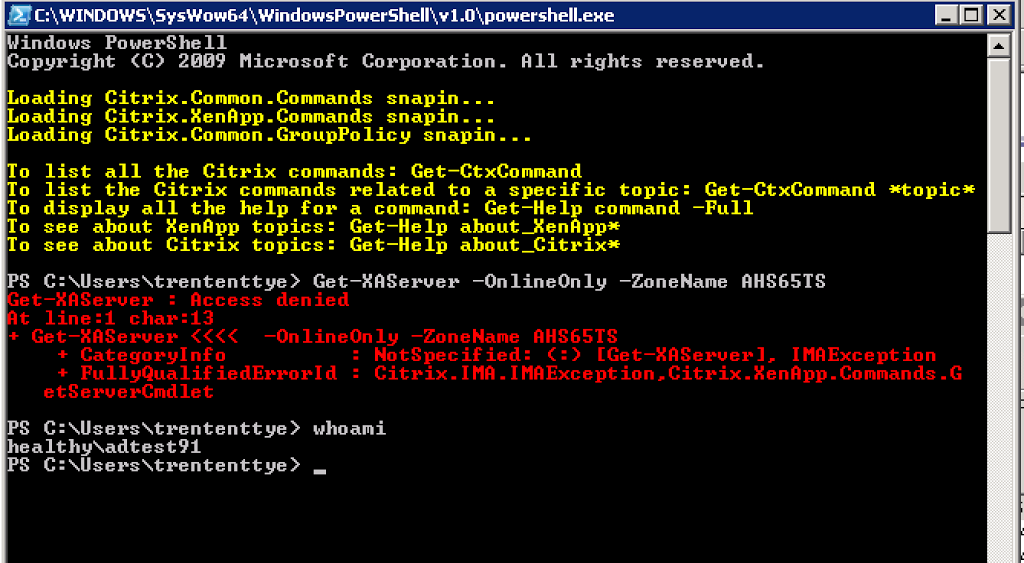 C:\WINDOWS\SysWow64\WindowsPowerShell\v1.0\powershell.exe
Windows PowerShell
Copyright (C) 2009 Microsoft Corporation. All rights reserved.
Loading Citrix.Common.Commands snapin...
Loading Citrix.XenApp.Commands snapin...
Loading Citrix.Common.GroupPolicy snapin...
To list all the Citrix commands: Get-CtxCommand
To list the Citrix commands related to a specific topic: Get-CtxCommand *topic*
To display all the help for a command: Get-Help command -Full
To see about XenApp topics: Get-Help about_XenApp*
To see about Citrix topics: Get-Help about_Citrix*
PS C:\Users\trententtye> Get-XAServer -OnlineOnly -ZoneName AHS65TS
Get-XAServer : Access denied
At line:1 char:13
+ Get-XAServer <<<<  -OnlineOnly -ZoneName AHS65TS
    + CategoryInfo          : NotSpecified: (:) [Get-XAServer], IMAException
    + FullyQualifiedErrorId : Citrix.IMA.IMAException,Citrix.XenApp.Commands.G
   etServerCmdlet
PS C:\Users\trententtye> whoami
healthy\adtest91
PS C:\Users\trententtye> _